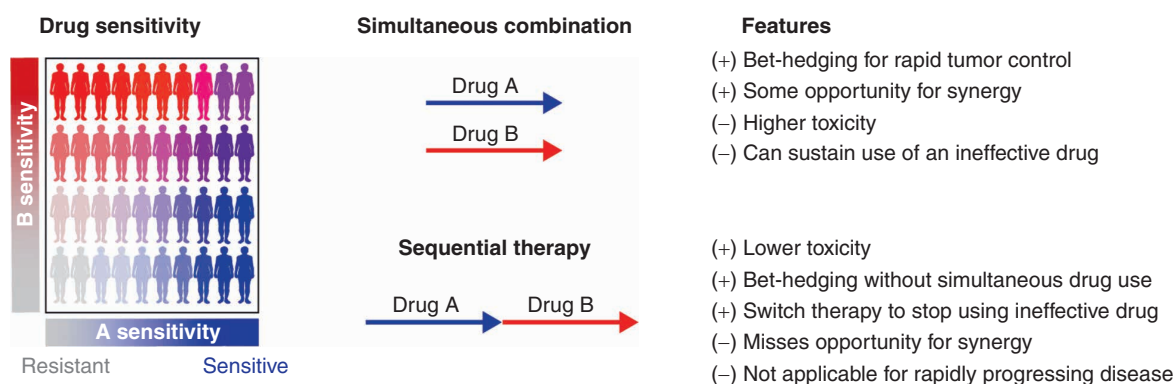 Drug sensitivity
B sensitivity
A sensitivity
Resistant
Sensitive
Simultaneous combination
Drug A
Drug B
Sequential therapy
Drug A
Drug B
Features
(+) Bet-hedging for rapid tumor control
(+) Some opportunity for synergy
(−) Higher toxicity
(−) Can sustain use of an ineffective drug
(+) Lower toxicity
(+) Bet-hedging without simultaneous drug use
(+) Switch therapy to stop using ineffective drug
(−) Misses opportunity for synergy
(−) Not applicable for rapidly progressing disease